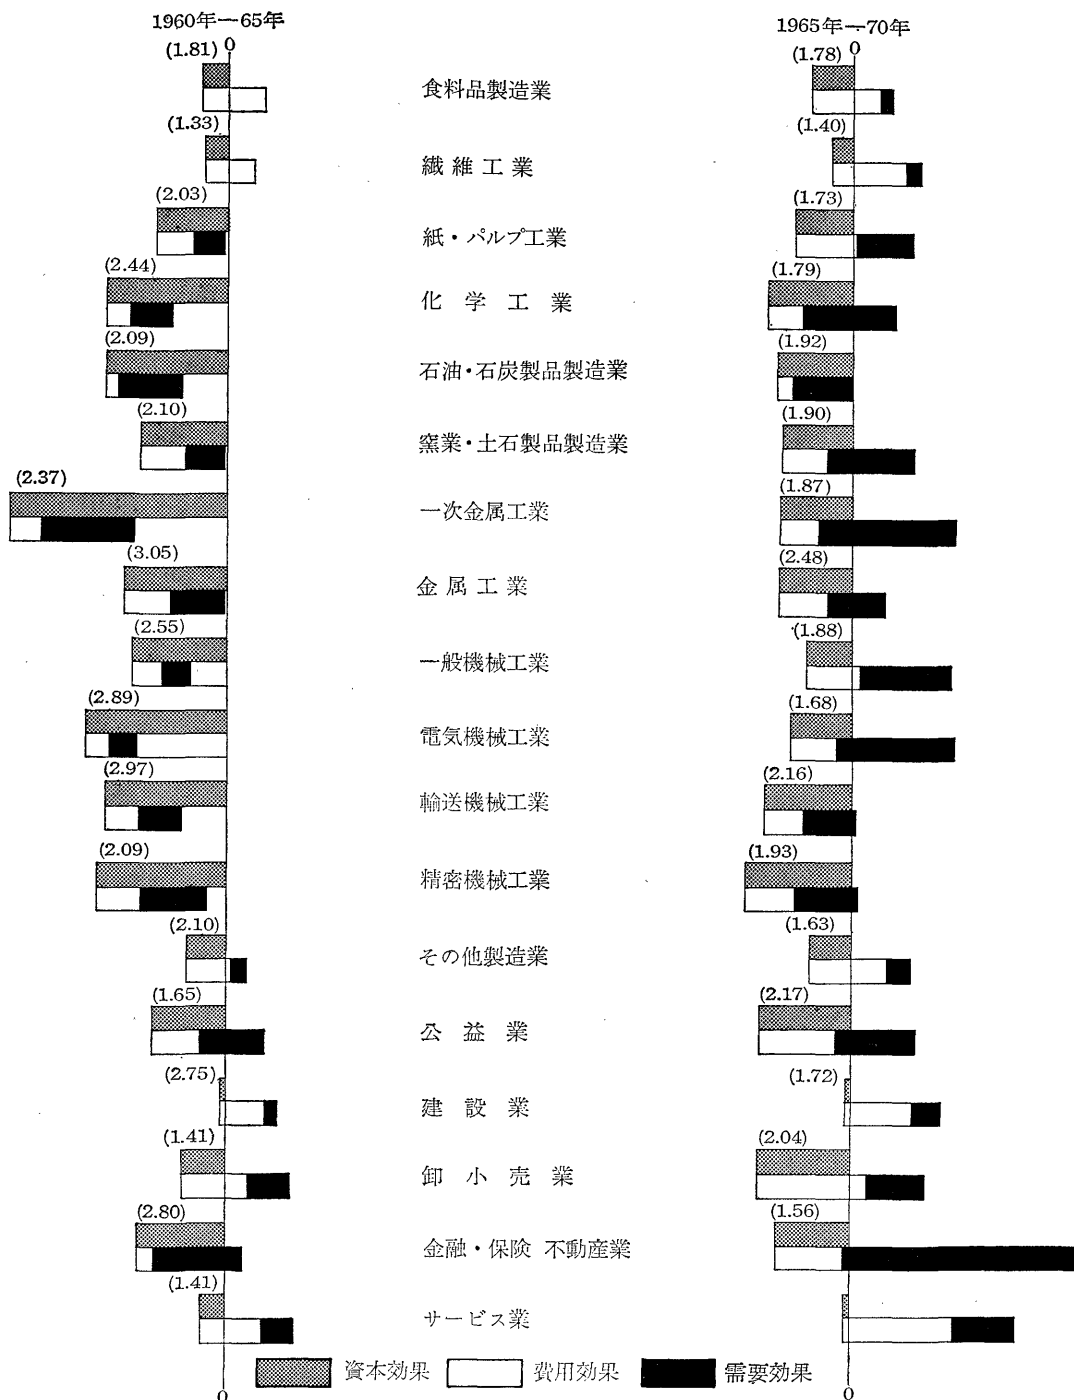 1960年—65年
1965年—70年
0
0
(1.81)
食料品製造業
(1.78)
(1.33)
繊維工業
(1.40)
(2.03)
紙・パルプ工業
(1.73)
(2.44)
化学工業
(1.79)
(2.09)
石油・石炭製品製造業
(1.92)
(2.10)
窯業・土石製品製造業
(1.90)
(2.37)
一次金属工業
(1.87)
(3.05)
金属工業
(2.48)
(2.55)
一般機械工業
(1.88)
(2.89)
電気機械工業
(1.68)
(2.97)
輸送機械工業
(2.16)
(2.09)
精密機械工業
(1.93)
(2.10)
その他製造業
(1.63)
(1.65)
公益業
(2.17)
(2.75)
建設業
(1.72)
(1.41)
卸小売業
(2.04)
(2.80)
金融・保険 不動産業
(1.56)
(1.41)
サービス業
資本効果 費用効果 需要効果
0
0